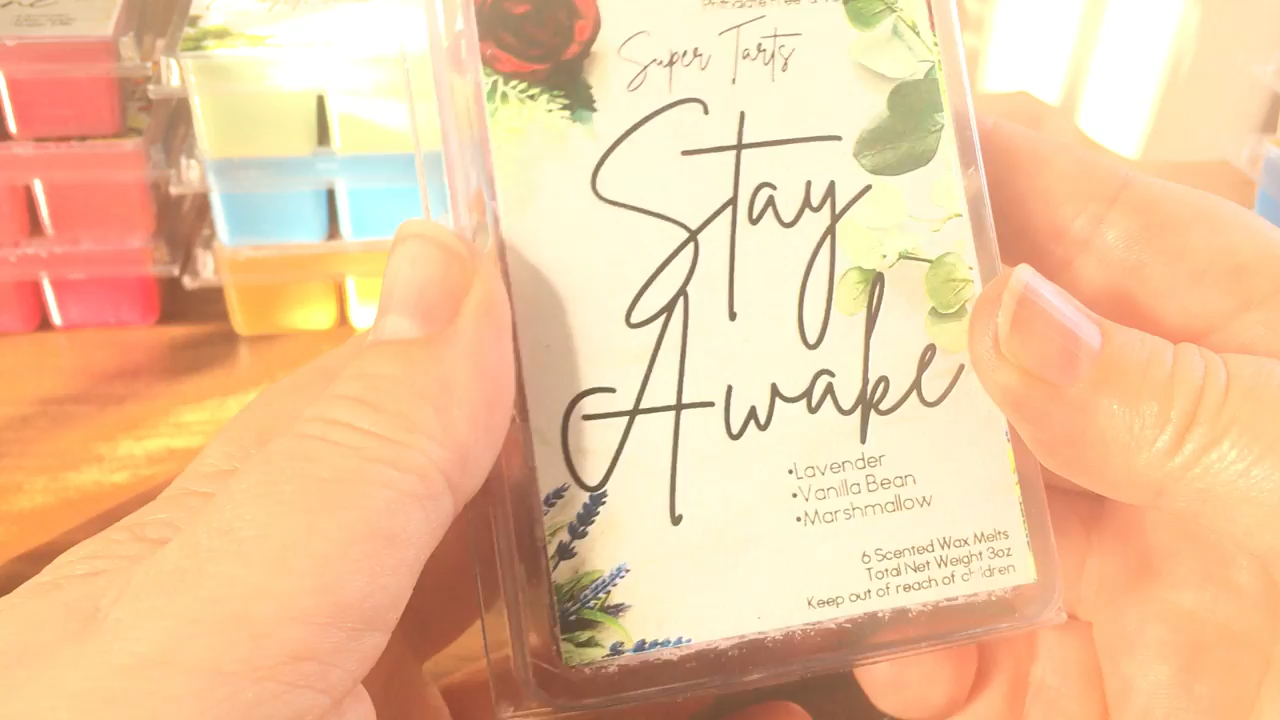 Super Tarts
Stay
Awake
•Lavender
•Vanilla Bean
•Marshmallow
6 Scented Wax Melts
Total Net Weight 3oz
Keep out of reach of children